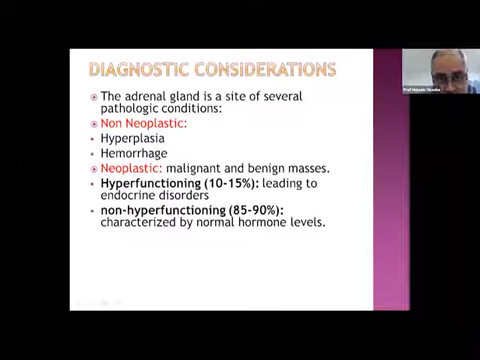 DIAGNOSTIC CONSIDERATIONS
The adrenal gland is a site of several
pathologic conditions:
Non Neoplastic:
Hyperplasia
Hemorrhage
Neoplastic: malignant and benign masses.
Hyperfunctioning (10-15%): leading to
endocrine disorders
non-hyperfunctioning (85-90%):
characterized by normal hormone levels.